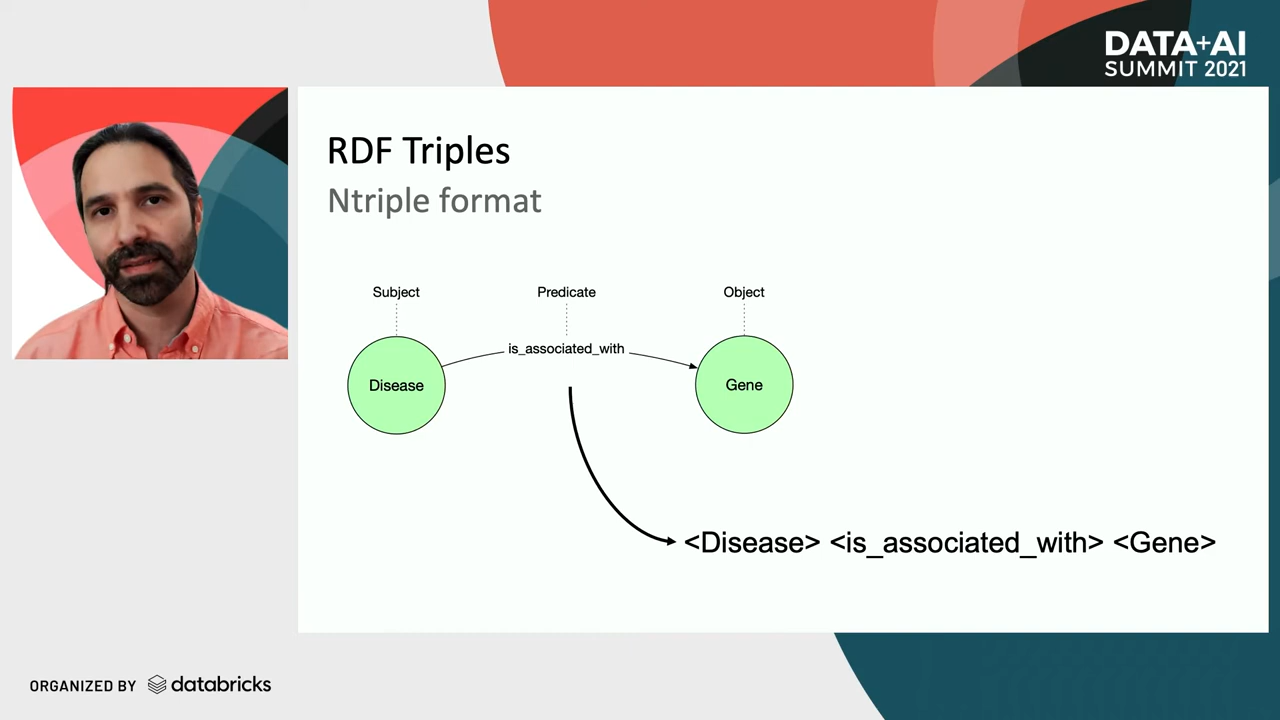 DATA+AI
SUMMIT 2021
RDF Triples
Ntriple format
Subject
Predicate
Object
Disease
is_associated_with
Gene
<Disease> <is_associated_with> <Gene>
ORGANIZED BY databricks